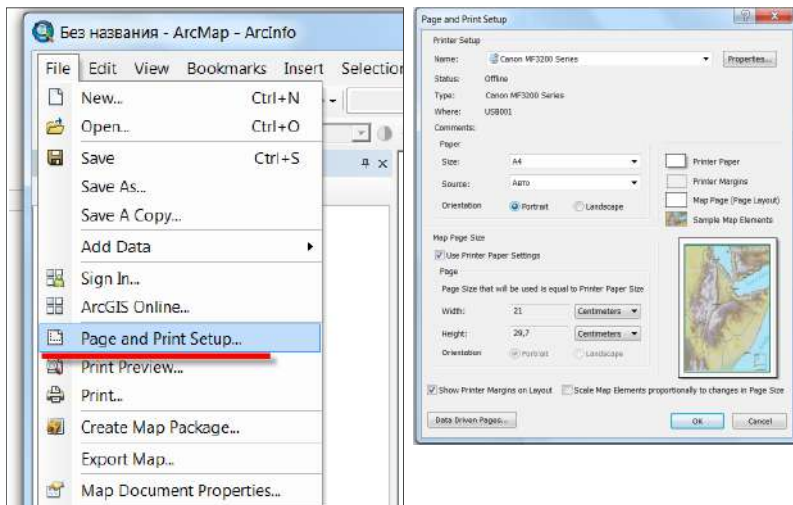 Без названия - ArcMap - ArcInfo
File Edit View Bookmarks Insert Selection
New... Ctrl+N
Open... Ctrl+O
Save Ctrl+S
Save As...
Save A Copy...
Add Data
Sign In...
ArcGIS Online...
Page and Print Setup...
Print Preview...
Print...
Create Map Package...
Export Map...
Map Document Properties...
Page and Print Setup
Printer Setup
Name: Canon MF3200 Series Properties...
Status: Offline
Type: Canon MF3200 Series
Where: USB001
Comments:
Paper
Size: A4 Printer Paper
Source: Авто Printer Margins
Orientation Portrait Landscape Map Page (Page Layout)
Sample Map Elements
Map Page Size
Use Printer Paper Settings
Page
Page Size that will be used is equal to Printer Paper Size
Width: 21 Centimeters
Height: 29,7 Centimeters
Orientation Portrait Landscape
Show Printer Margins on Layout Scale Map Elements proportionally to changes in Page Size
Data Driven Pages... OK Cancel